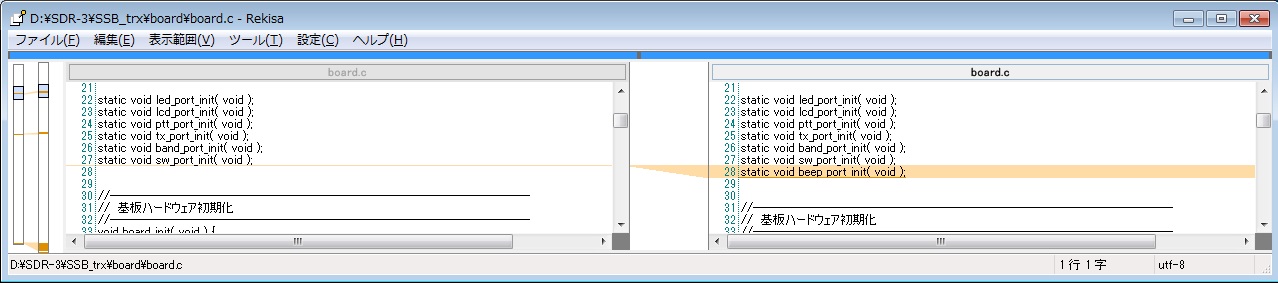 D:¥SDR-3¥SSB_trx¥board¥board.c - Rekisa
ファイル(F) 編集(E) 表示範囲(V) ツール(T) 設定(C) ヘルプ(H)
board.c
21
22 static void led_port_init( void );
23 static void lcd_port_init( void );
24 static void ptt_port_init( void );
25 static void tx_port_init( void );
26 static void band_port_init( void );
27 static void sw_port_init( void );
28
29
30 //
31 // 基板ハードウェア初期化
32 //
33 void board_init( void ) {
board.c
21
22 static void led_port_init( void );
23 static void lcd_port_init( void );
24 static void ptt_port_init( void );
25 static void tx_port_init( void );
26 static void band_port_init( void );
27 static void sw_port_init( void );
28 static void beep_port_init( void );
29
30
31 //
32 // 基板ハードウェア初期化
33 //
D:¥SDR-3¥SSB_trx¥board¥board.c
1 行 1 字
utf-8